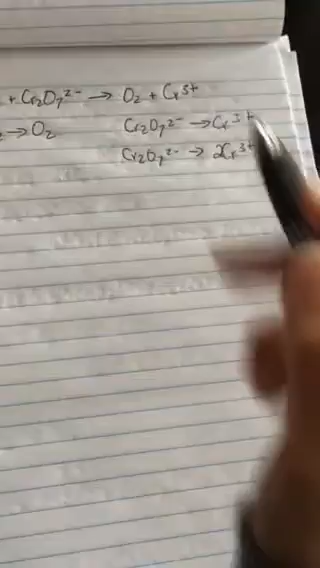 + Cr2O7²⁻ → O2 + Cr³⁺
→ O2 Cr2O7²⁻ → Cr³⁺
Cr2O7²⁻ → 2Cr³⁺